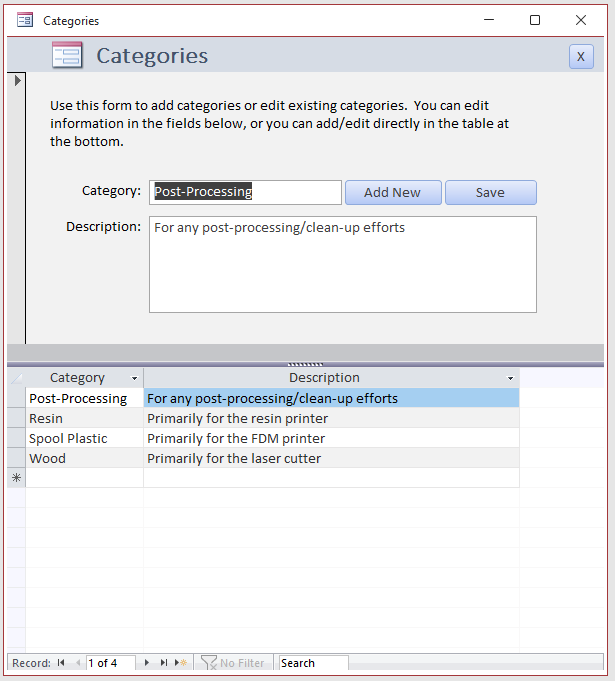 Categories
Categories
X
Use this form to add categories or edit existing categories.  You can edit
information in the fields below, or you can add/edit directly in the table at
the bottom.
Category: Post-Processing Add New Save
Description: For any post-processing/clean-up efforts
Category Description
Post-Processing For any post-processing/clean-up efforts
Resin Primarily for the resin printer
Spool Plastic Primarily for the FDM printer
Wood Primarily for the laser cutter
Record: 1 of 4 No Filter Search